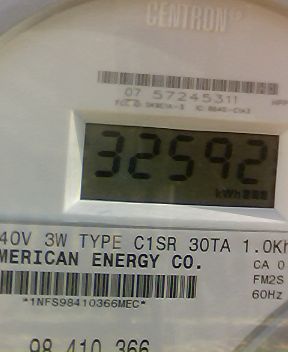 CENTRON®
07 57245311
32592
kWh
40V 3W TYPE C1SR 30TA 1.0Kh
MERICAN ENERGY CO.
CA 0
FM2S
60Hz
*1NFS98410366MEC*
98 410 366